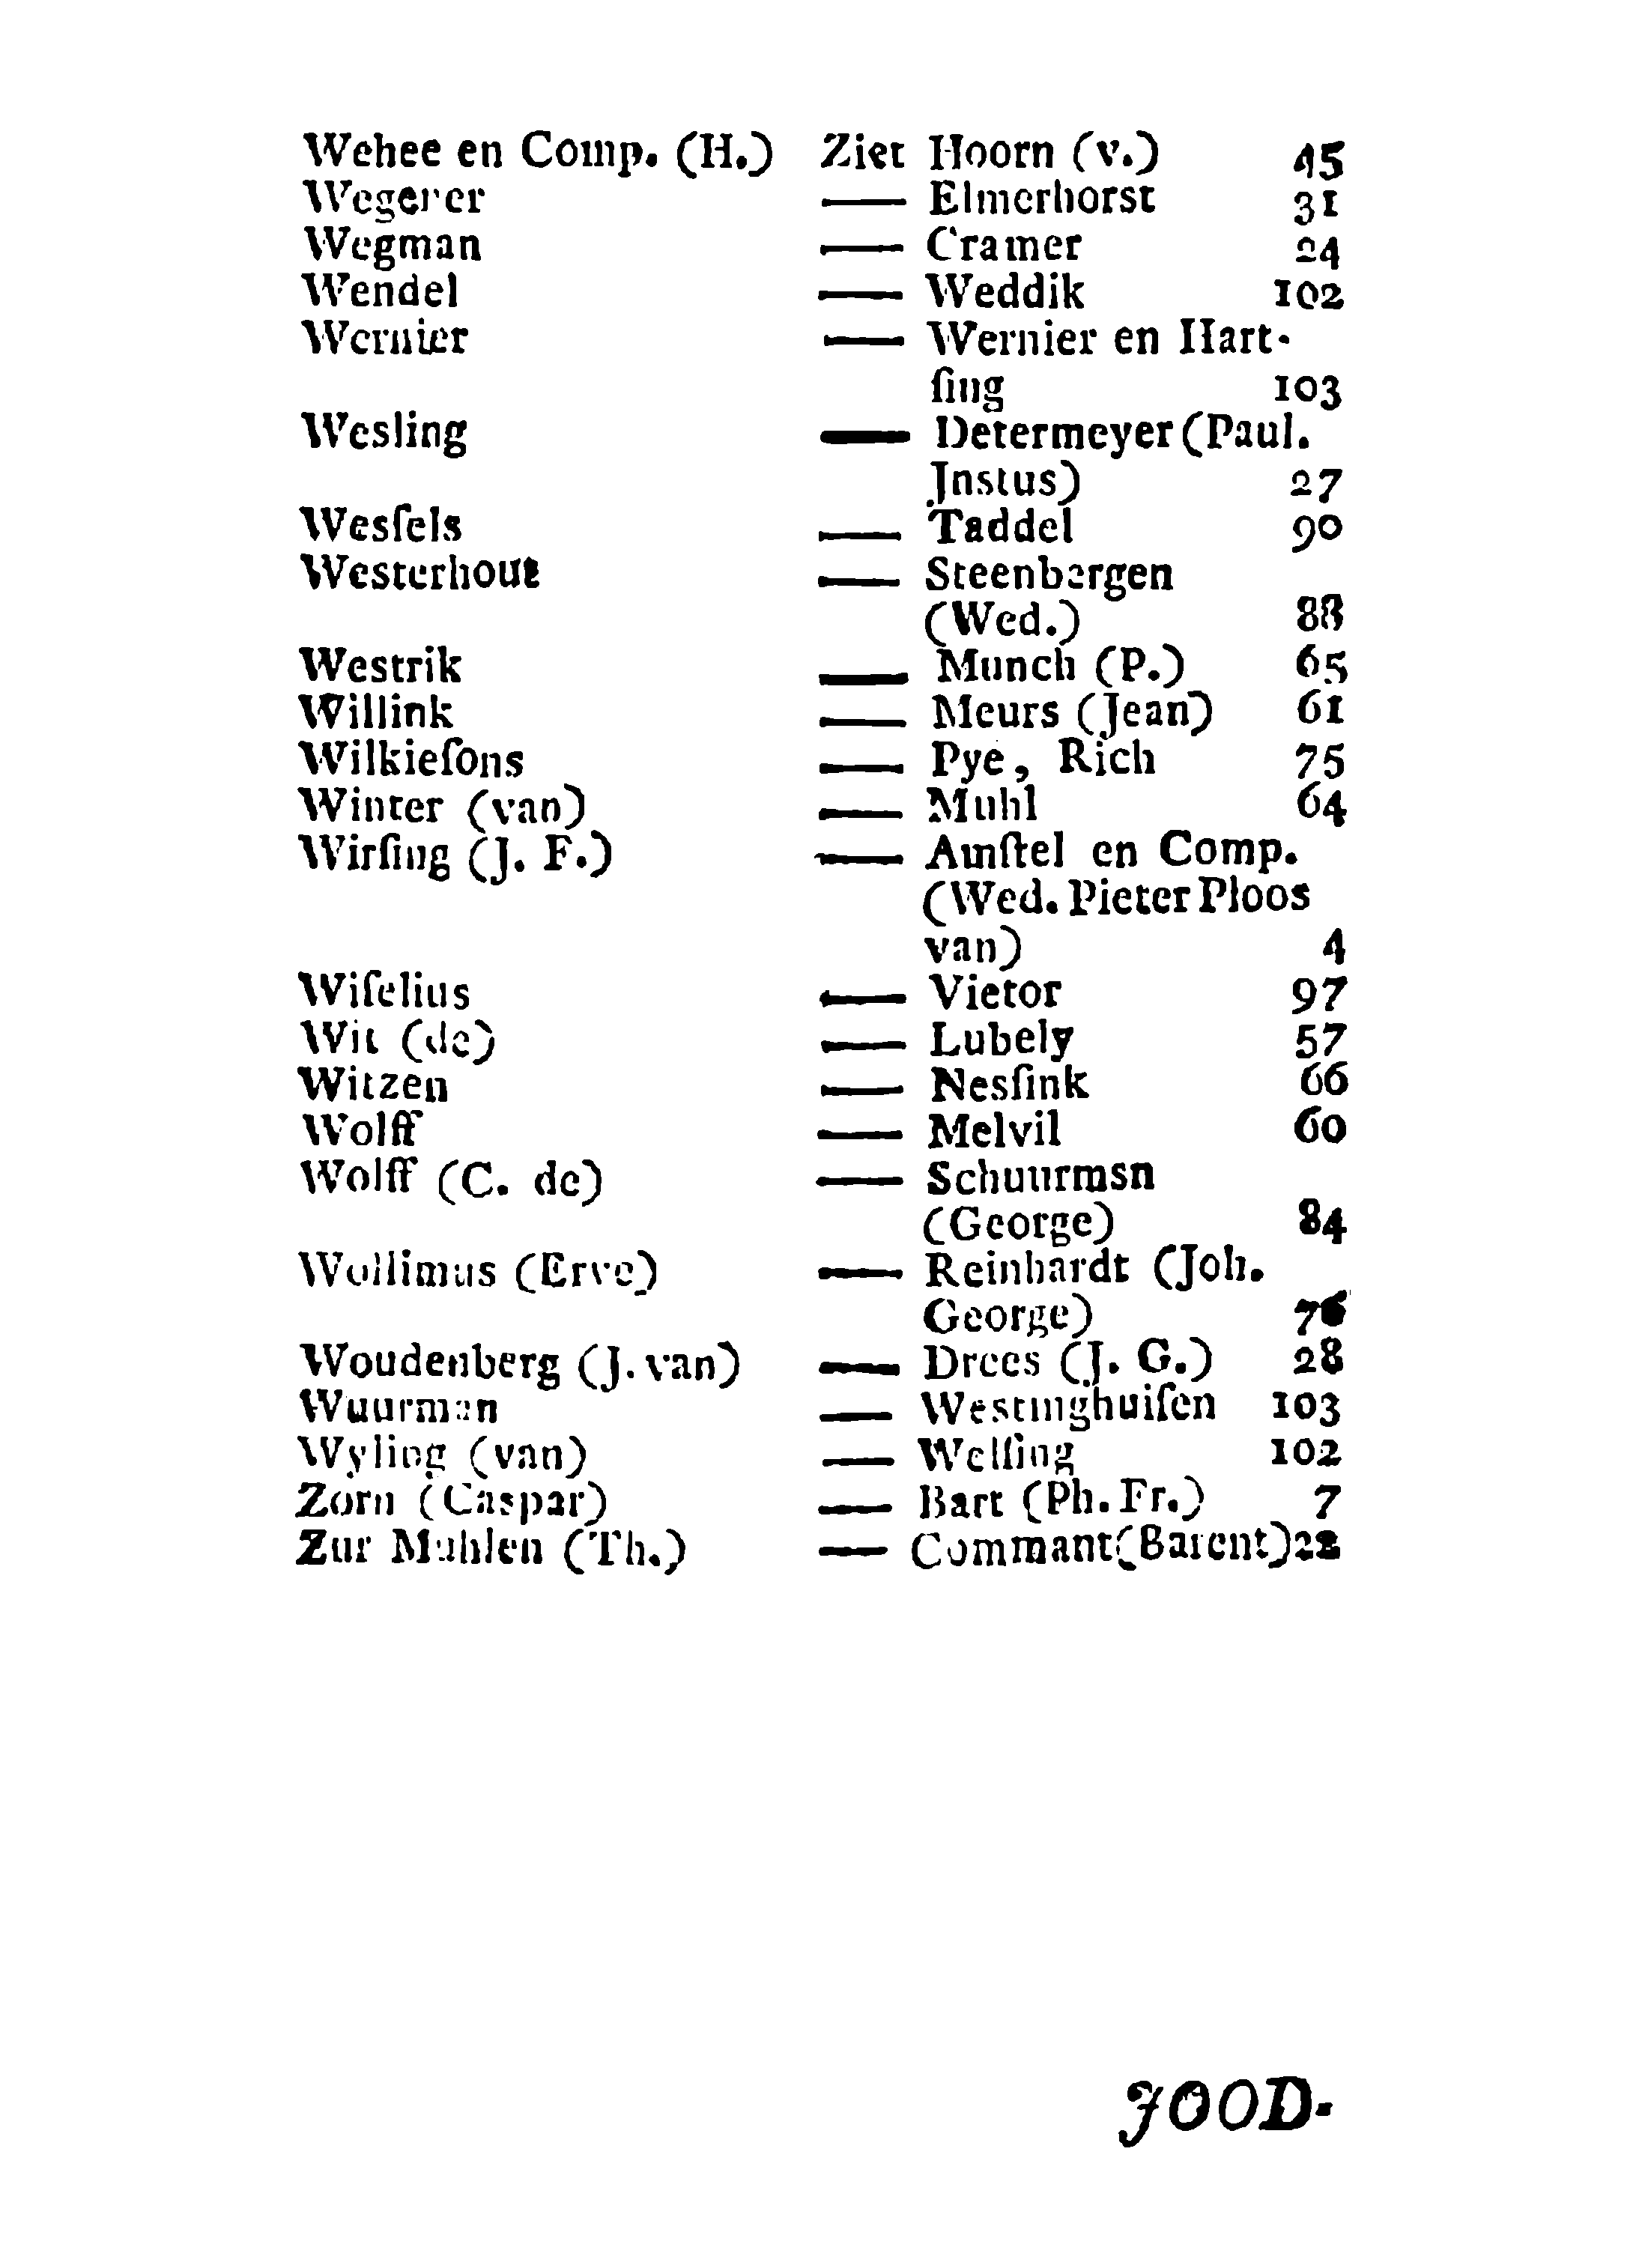 Wehee en Comp. (H.) Ziet Hoorn (v.) 45
Wegerer — Elmerhorst 31
Wegman — Cramer 24
Wendel — Weddik 102
Wernier — Wernier en Hart-
ſing 103
Wesling — Determeyer (Paul.
Jnstus) 27
Wesſels — Taddel 90
Westerhout — Steenbergen
(Wed.) 88
Westrik — Munch (P.) 65
Willink — Meurs (Jean) 61
Wilkieſons — Pye, Rich 75
Winter (van) — Muhl 64
Wirſing (J. F.) — Amſtel en Comp.
(Wed. Pieter Ploos
van) 4
Wiſelius — Vietor 97
Wit (de) — Lubely 57
Witzen — Nesſink 66
Wolff — Melvil 60
Wolff (C. de) — Schuurmsn
(George) 84
Wollimus (Erve) — Reinhardt (Joh.
George) 76
Woudenberg (J. van) — Drees (J. G.) 28
Wuurman — Westinghuiſen 103
Wyling (van) — Welſing 102
Zorn (Caspar) — Bart (Ph. Fr.) 7
Zur Muhlen (Th.) — Commant (Barent) 22
JOOD-